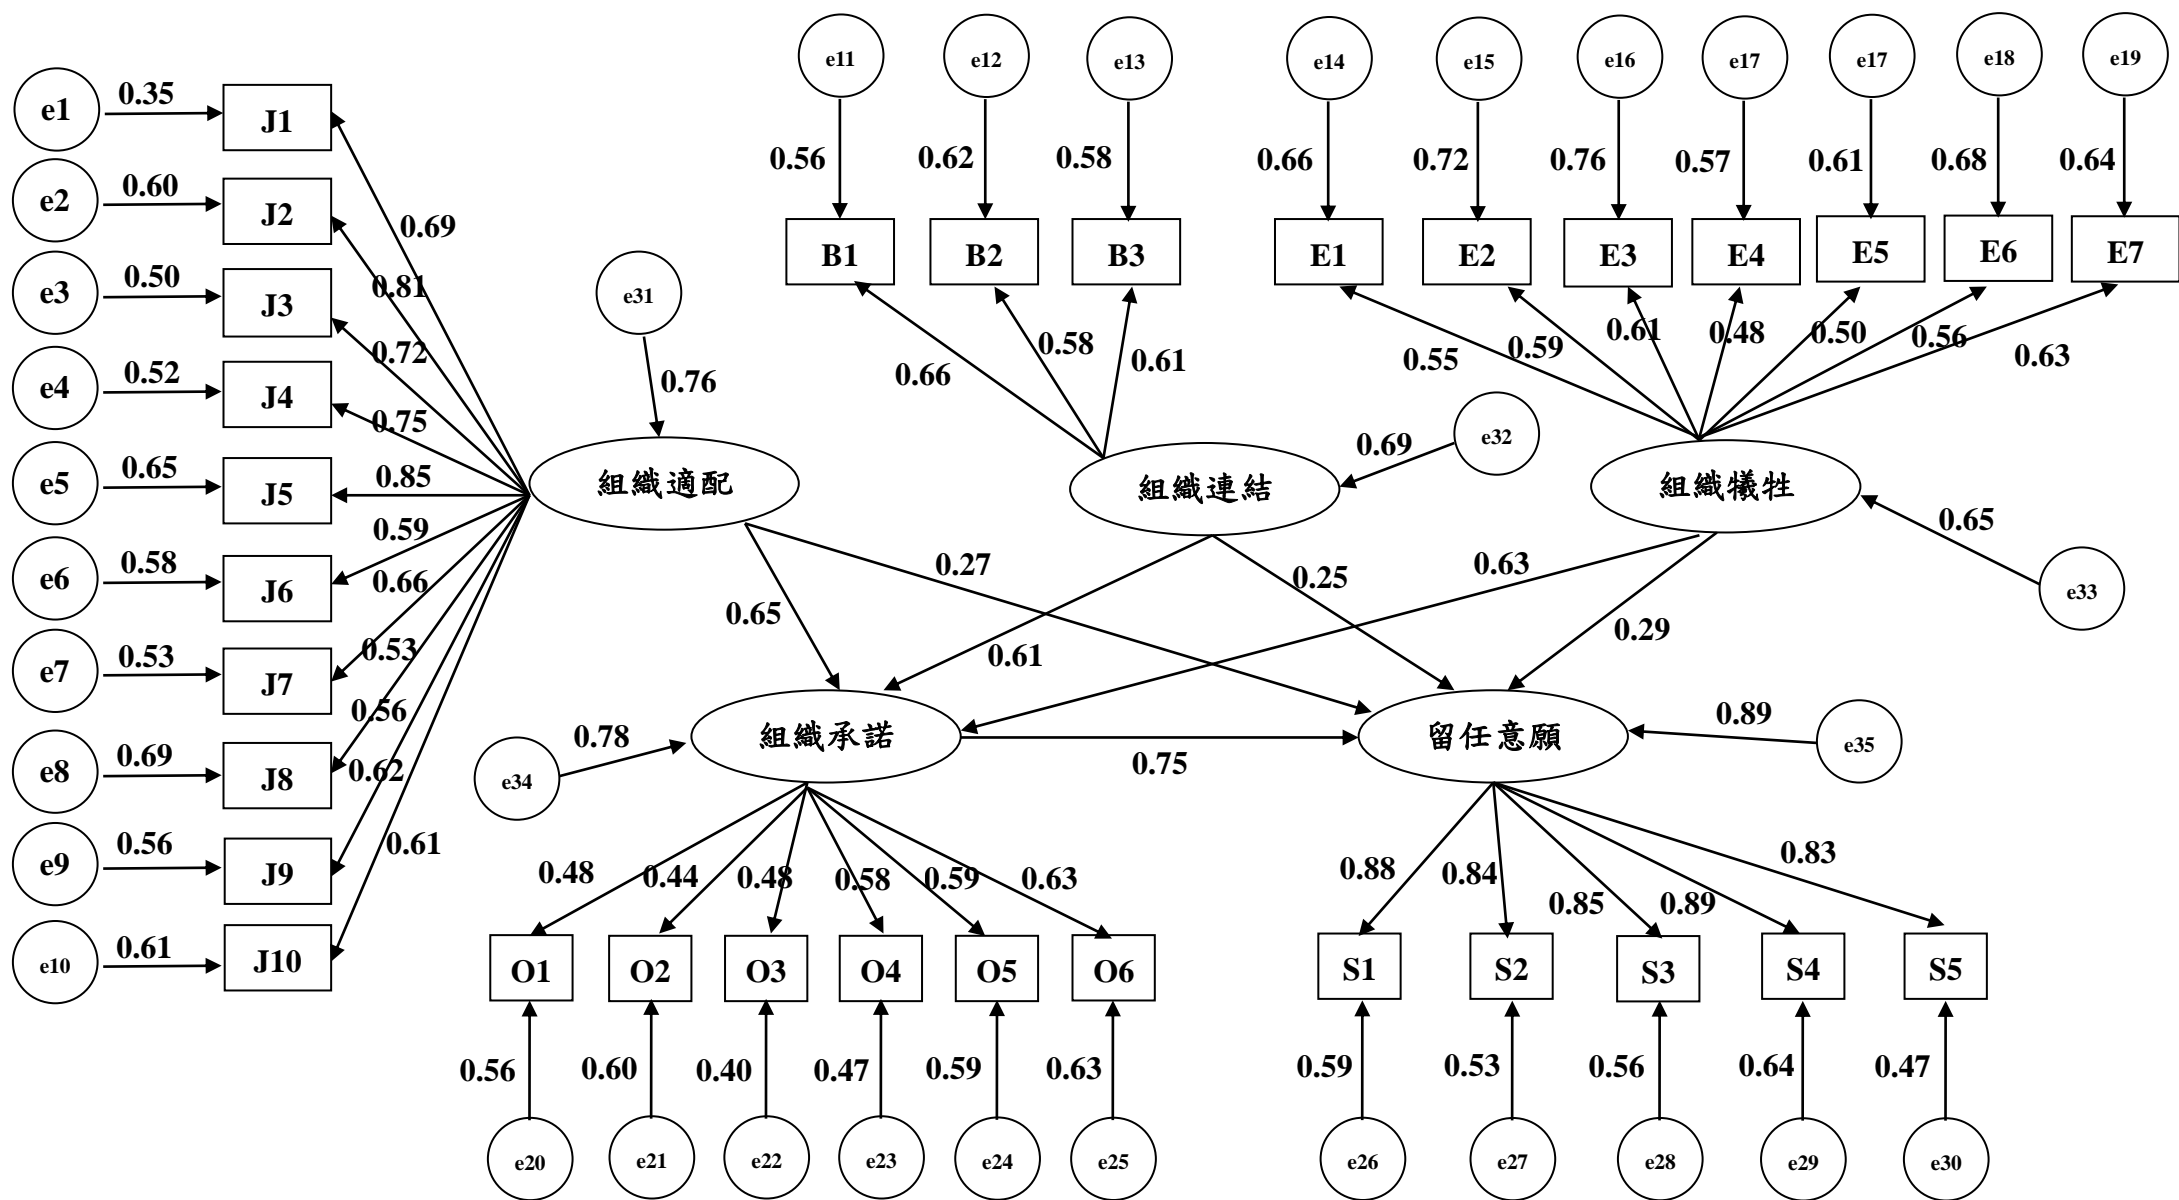 e11 e12 e13 e14 e15 e16 e17 e17 e18 e19
0.56 0.62 0.58 0.66 0.72 0.76 0.57 0.61 0.68 0.64
B1 B2 B3 E1 E2 E3 E4 E5 E6 E7
0.66 0.58 0.61 0.55 0.59 0.61 0.48 0.50 0.56 0.63
e1 0.35 J1 0.69
e2 0.60 J2 0.81
e3 0.50 J3 0.72
e4 0.52 J4 0.75
e5 0.65 J5 0.85
e6 0.58 J6 0.59
e7 0.53 J7 0.66
e8 0.69 J8 0.53
e9 0.56 J9 0.56
e10 0.61 J10 0.62
0.61
e31 0.76
組織適配
組織連結
0.69 e32
組織犠牲
0.65 e33
0.65 0.27 0.61 0.25 0.63 0.29
e34 0.78
組織承諾
0.75
留任意願
0.89 e35
0.48 0.44 0.48 0.58 0.59 0.63
O1 O2 O3 O4 O5 O6
0.56 0.60 0.40 0.47 0.59 0.63
e20 e21 e22 e23 e24 e25
0.88 0.84 0.85 0.89 0.83
S1 S2 S3 S4 S5
0.59 0.53 0.56 0.64 0.47
e26 e27 e28 e29 e30